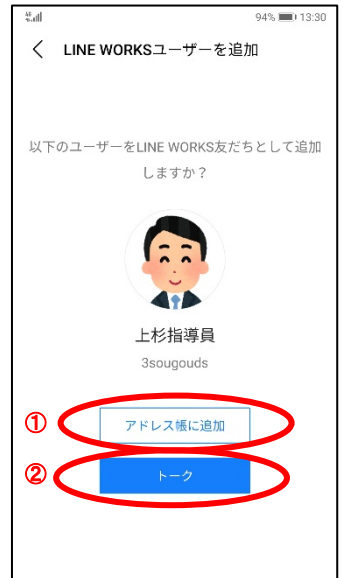 4G 94% 13:30
LINE WORKSユーザーを追加
以下のユーザーをLINE WORKS友だちとして追加
しますか？
上杉指導員
3sougouds
① アドレス帳に追加
② トーク